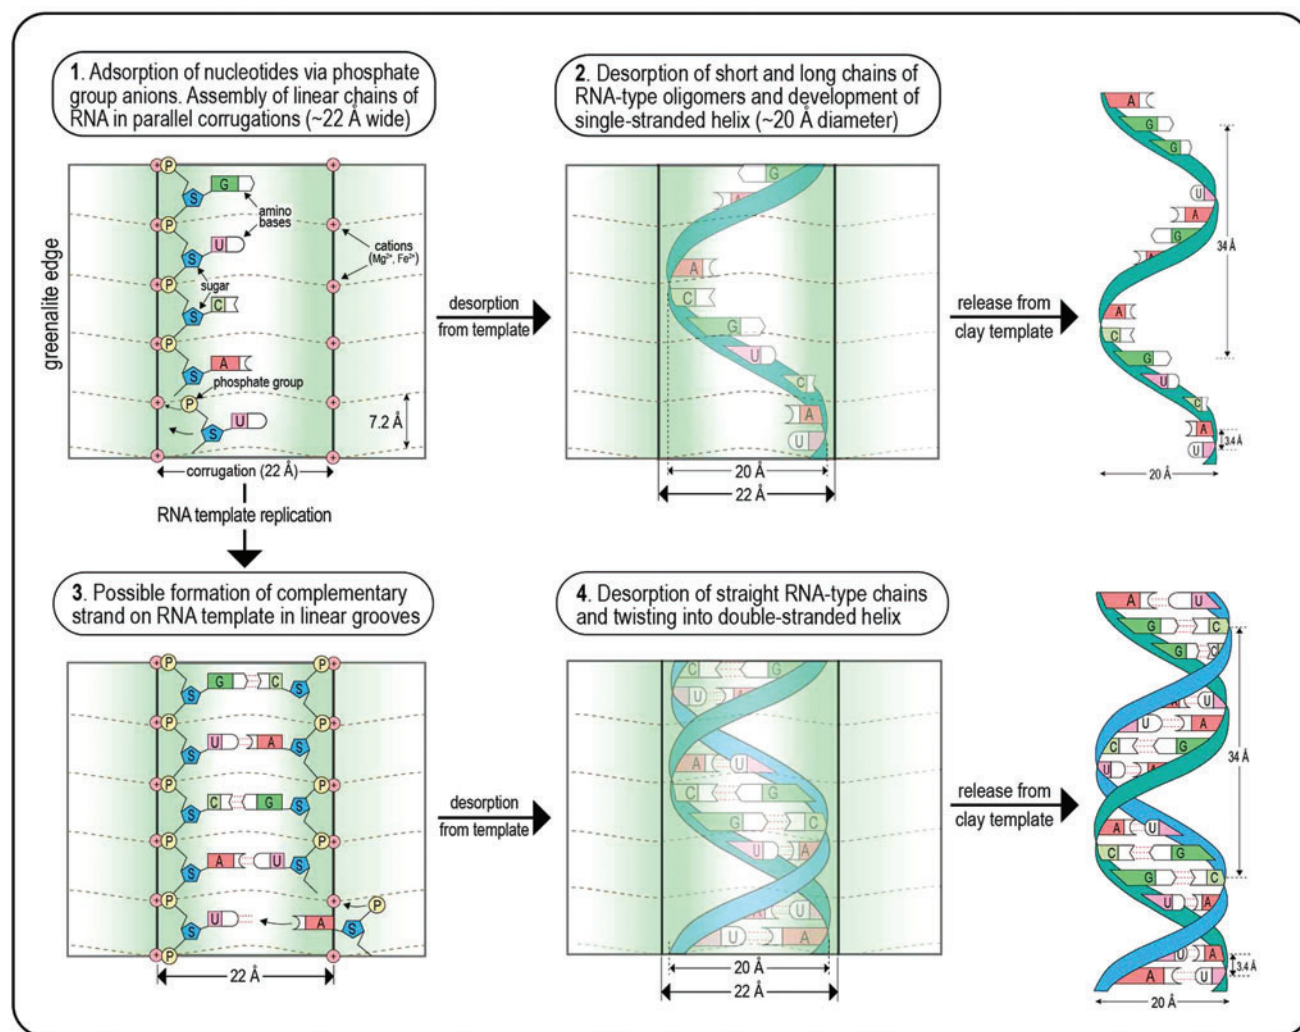 1. Adsorption of nucleotides via phosphate
group anions. Assembly of linear chains of
RNA in parallel corrugations (~22 Å wide)
greenalite edge
+
P
+
S
G
amino
bases
+
P
+
S
U
cations
(Mg²⁺, Fe²⁺)
+
P
+
sugar
S
C
+
P
+
S
A
phosphate group
+
P
+
S
U
7.2 Å
+
+
corrugation (22 Å)
desorption
from template
2. Desorption of short and long chains of
RNA-type oligomers and development of
single-stranded helix (~20 Å diameter)
G
A
A
C
G
U
C
A
U
20 Å
22 Å
release from
clay template
A
G
G
U
A
G
A
34 Å
A
C
G
U
C
A
U
3.4 Å
20 Å
RNA template replication
3. Possible formation of complementary
strand on RNA template in linear grooves
+ P P +
S G C S
+ P P +
S U A S
+ P P +
S C G S
+ P P +
S A U S
+ P + P
S U A S
+ P +
22 Å
desorption
from template
4. Desorption of straight RNA-type chains
and twisting into double-stranded helix
C G
U A
A U
C G
G C
U A
A U
U A
20 Å
22 Å
release from
clay template
A U
G C
G C
A U
U A
C G
U A
34 Å
A U
C G
G C
U A
U A
3.4 Å
A U
20 Å